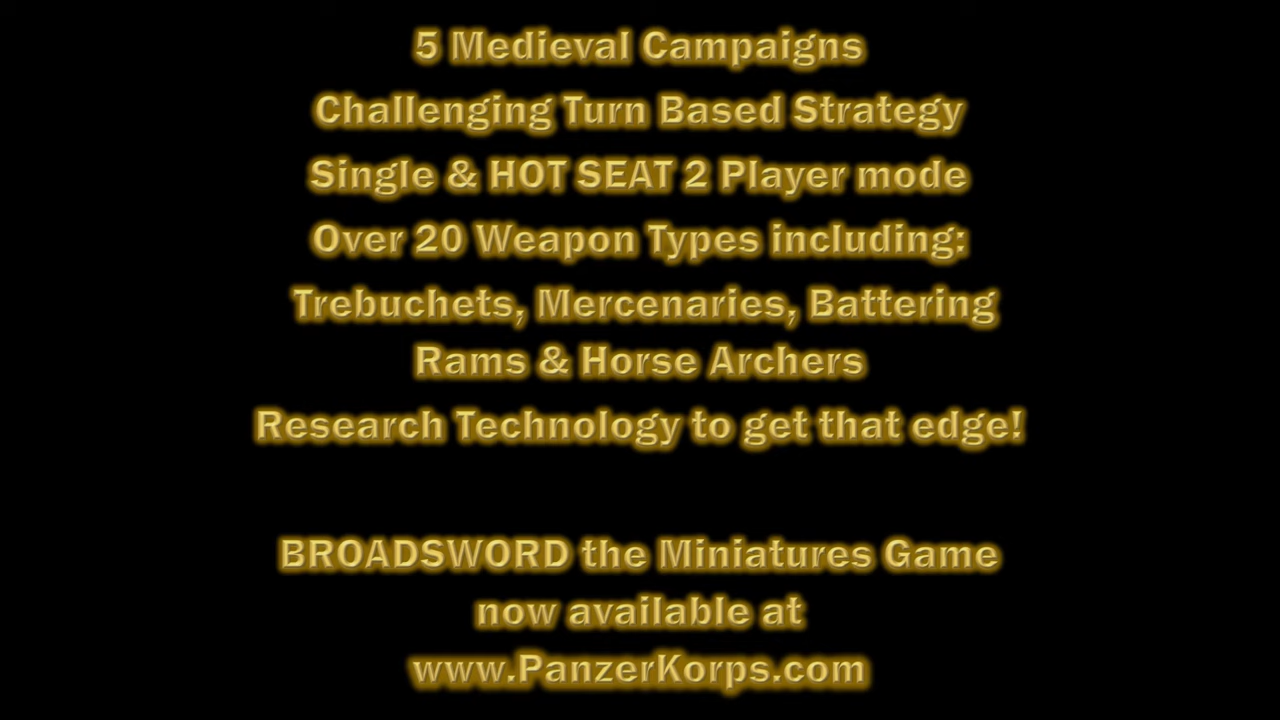 5 Medieval Campaigns
Challenging Turn Based Strategy
Single & HOT SEAT 2 Player mode
Over 20 Weapon Types including:
Trebuchets, Mercenaries, Battering
Rams & Horse Archers
Research Technology to get that edge!
BROADSWORD the Miniatures Game
now available at
www.PanzerKorps.com